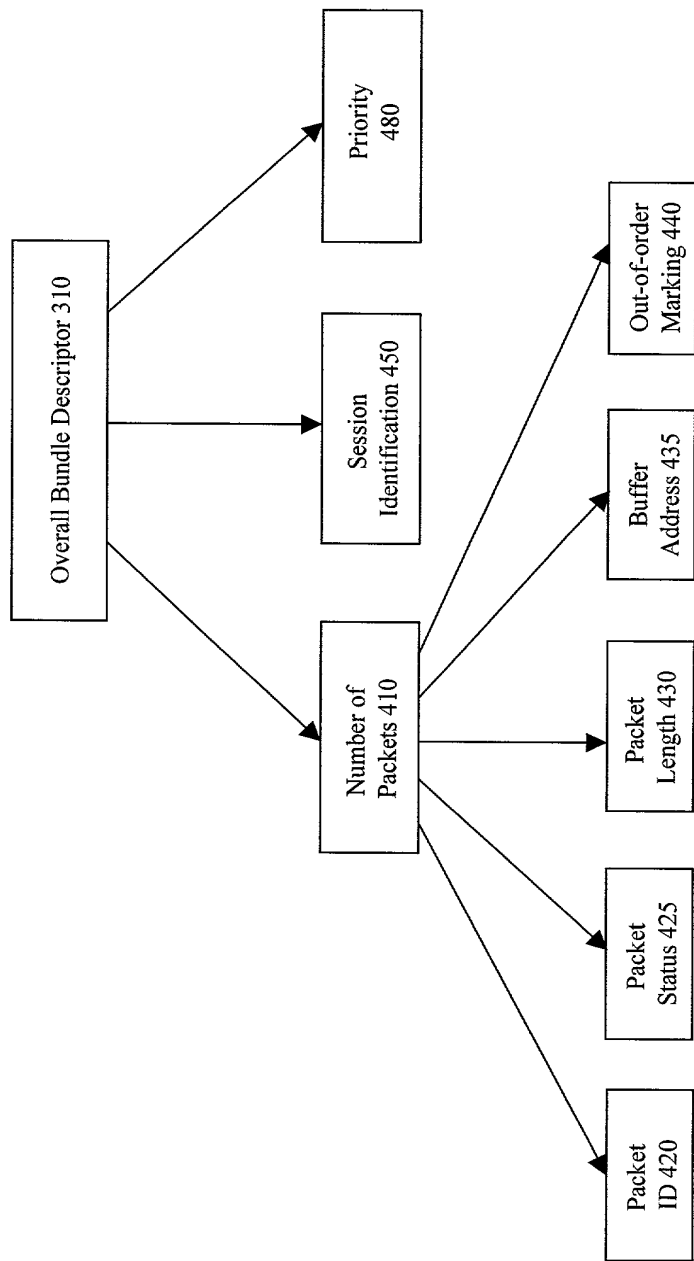 Overall Bundle Descriptor 310
Number of
Packets 410
Session
Identification 450
Priority
480
Packet
ID 420
Packet
Status 425
Packet
Length 430
Buffer
Address 435
Out-of-order
Marking 440